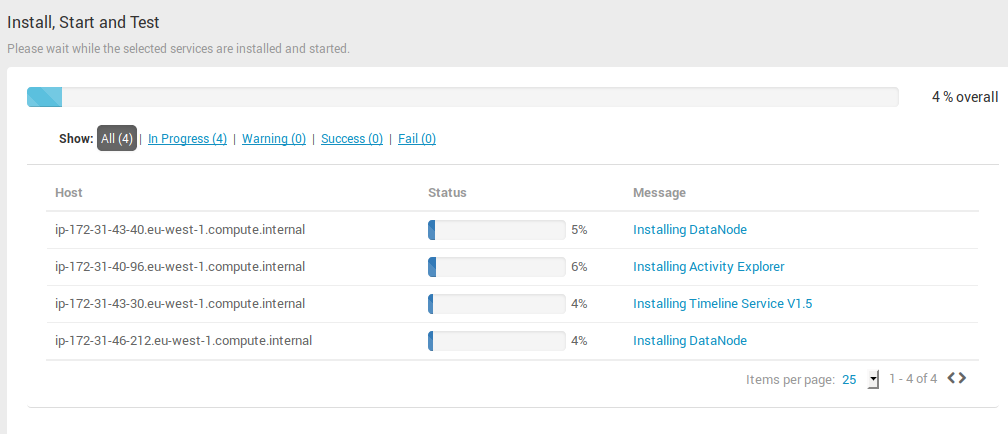 Install, Start and Test
Please wait while the selected services are installed and started.
4 % overall
Show: All (4) | In Progress (4) | Warning (0) | Success (0) | Fail (0)
Host Status Message
ip-172-31-43-40.eu-west-1.compute.internal 5% Installing DataNode
ip-172-31-40-96.eu-west-1.compute.internal 6% Installing Activity Explorer
ip-172-31-43-30.eu-west-1.compute.internal 4% Installing Timeline Service V1.5
ip-172-31-46-212.eu-west-1.compute.internal 4% Installing DataNode
Items per page: 25 1 - 4 of 4